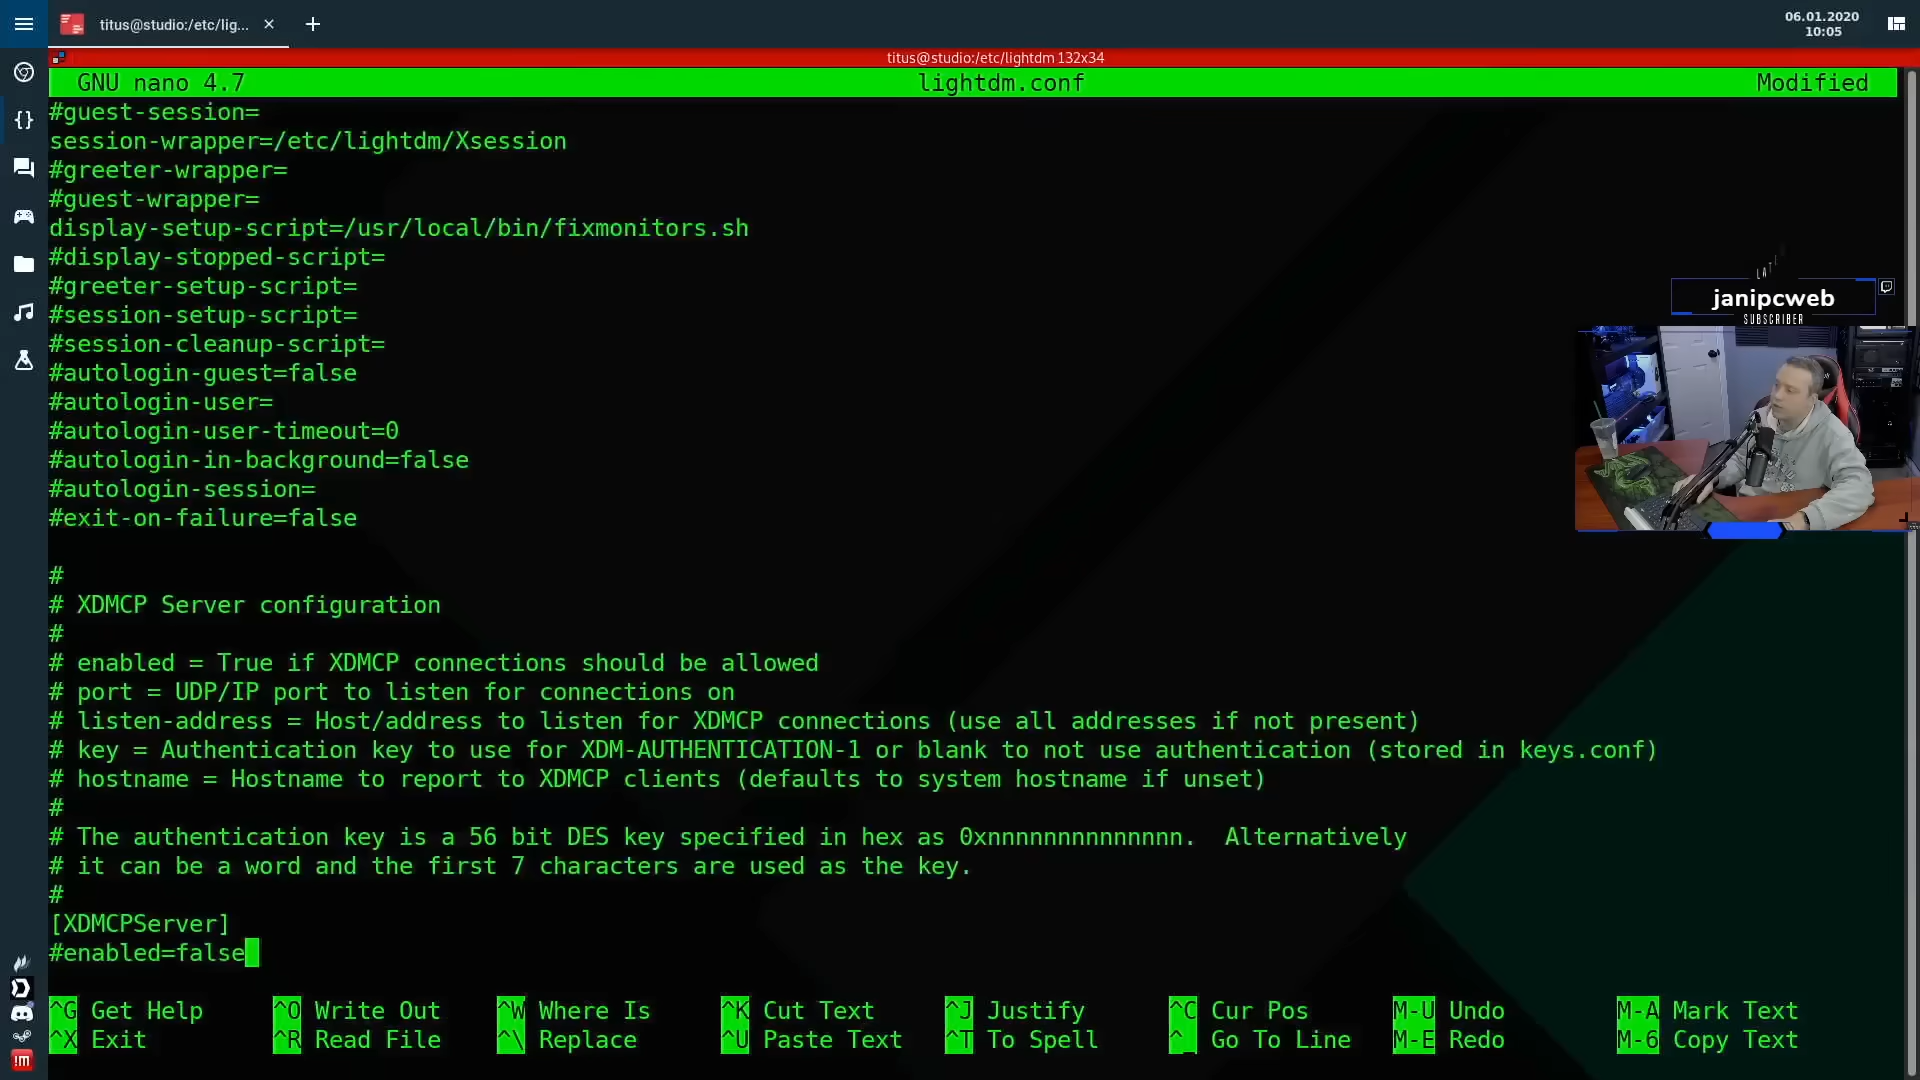 titus@studio:/etc/lig...
06.01.2020
10:05
titus@studio:/etc/lightdm 132x34
GNU nano 4.7 lightdm.conf Modified
#guest-session=
session-wrapper=/etc/lightdm/Xsession
#greeter-wrapper=
#guest-wrapper=
display-setup-script=/usr/local/bin/fixmonitors.sh
#display-stopped-script=
#greeter-setup-script=
#session-setup-script=
#session-cleanup-script=
#autologin-guest=false
#autologin-user=
#autologin-user-timeout=0
#autologin-in-background=false
#autologin-session=
#exit-on-failure=false
#
# XDMCP Server configuration
#
# enabled = True if XDMCP connections should be allowed
# port = UDP/IP port to listen for connections on
# listen-address = Host/address to listen for XDMCP connections (use all addresses if not present)
# key = Authentication key to use for XDM-AUTHENTICATION-1 or blank to not use authentication (stored in keys.conf)
# hostname = Hostname to report to XDMCP clients (defaults to system hostname if unset)
#
# The authentication key is a 56 bit DES key specified in hex as 0xnnnnnnnnnnnnnn.  Alternatively
# it can be a word and the first 7 characters are used as the key.
#
[XDMCPServer]
#enabled=false
^G Get Help ^O Write Out ^W Where Is ^K Cut Text ^J Justify ^C Cur Pos M-U Undo M-A Mark Text
^X Exit ^R Read File ^\ Replace ^U Paste Text ^T To Spell ^_ Go To Line M-E Redo M-6 Copy Text
janipcweb
SUBSCRIBER
!m